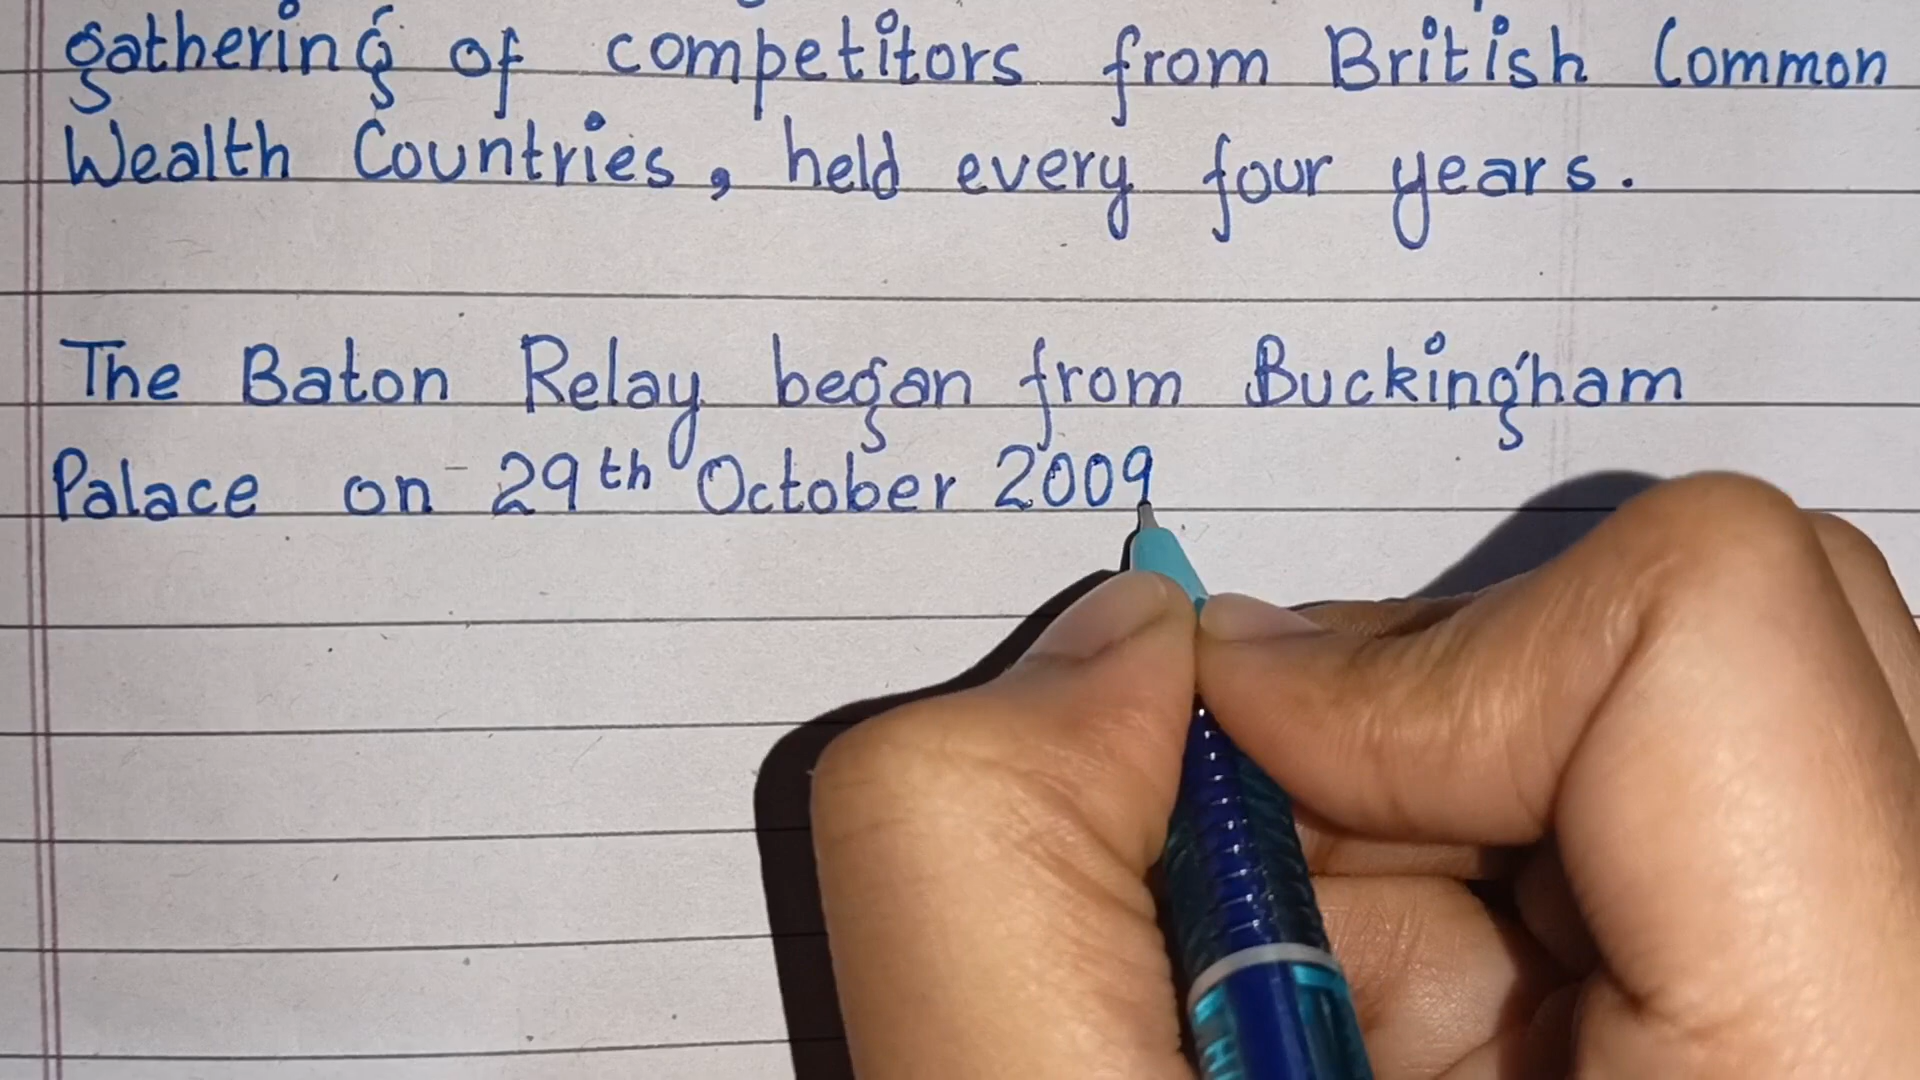 gathering of competitors from British Common
Wealth Countries, held every four years.
The Baton Relay began from Buckingham
Palace on 29th October 2009